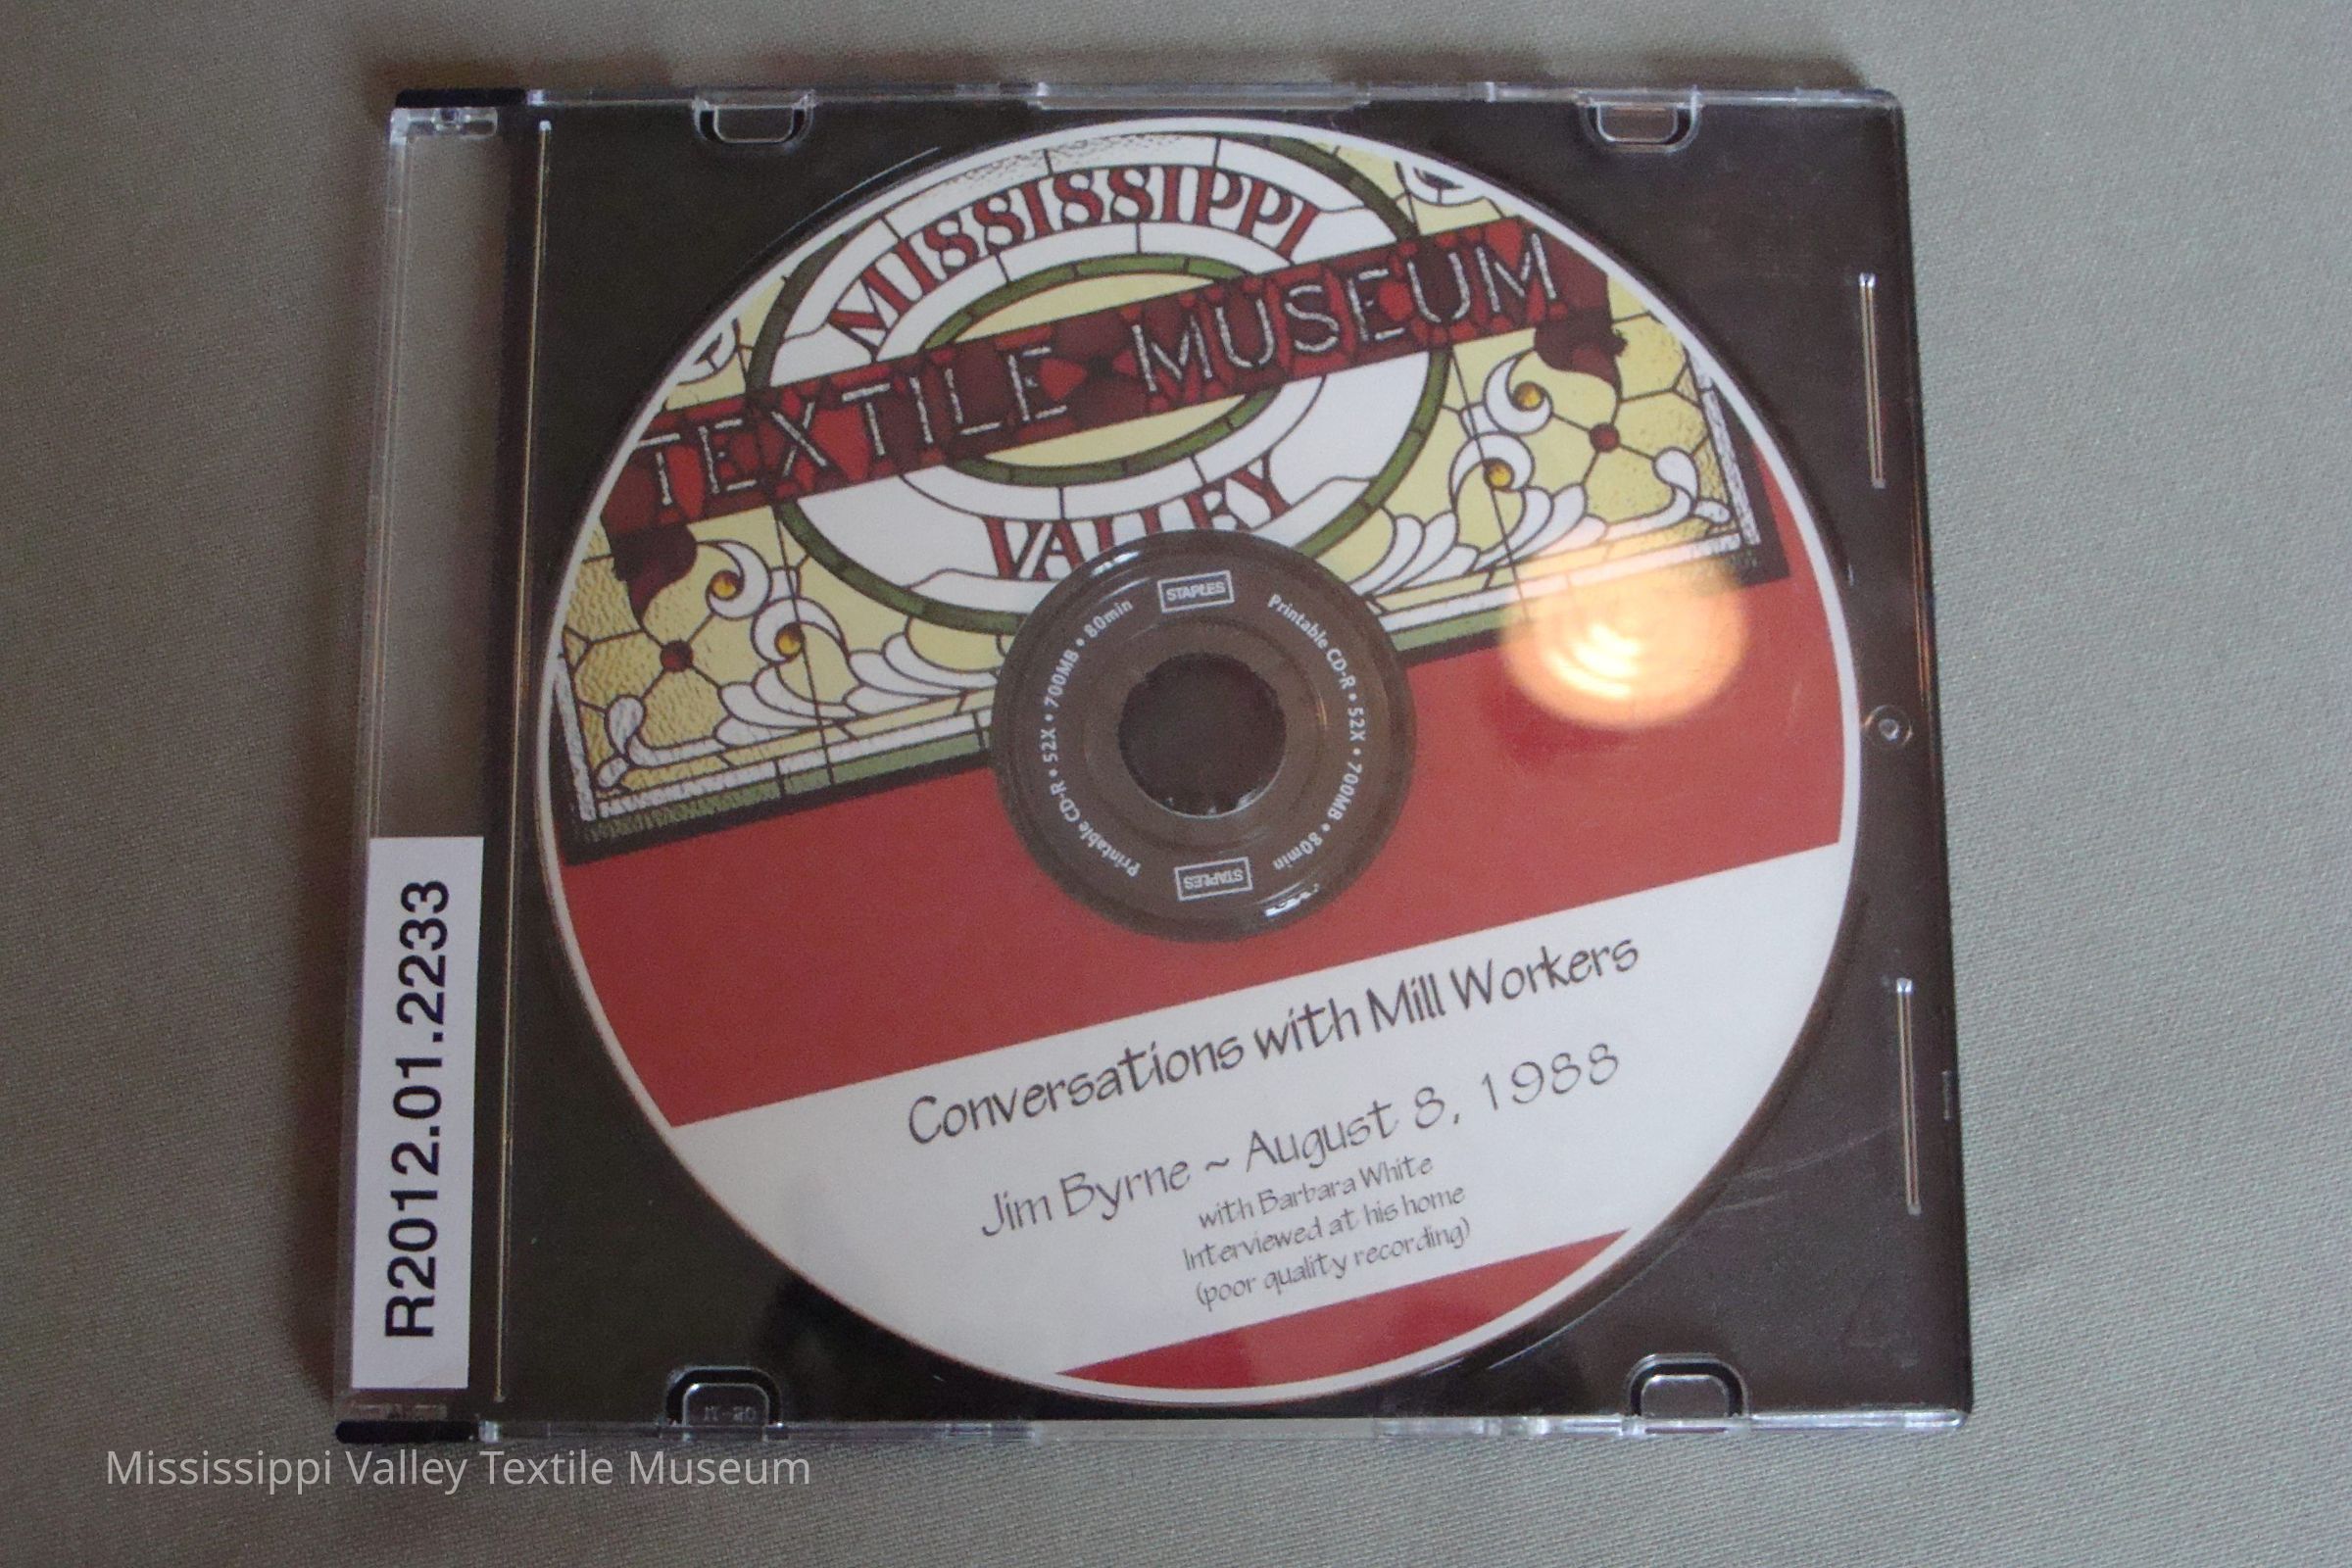 MISSISSIPPI
TEXTILE MUSEUM
VALLEY
STAPLES
Printable CD-R • 52X • 700MB • 80min
STAPLES
Printable CD-R • 52X • 700MB • 80min
Conversations with Mill Workers
Jim Byrne ~ August 8, 1988
with Barbara White
Interviewed at his home
(poor quality recording)
R2012.01.2233
Mississippi Valley Textile Museum